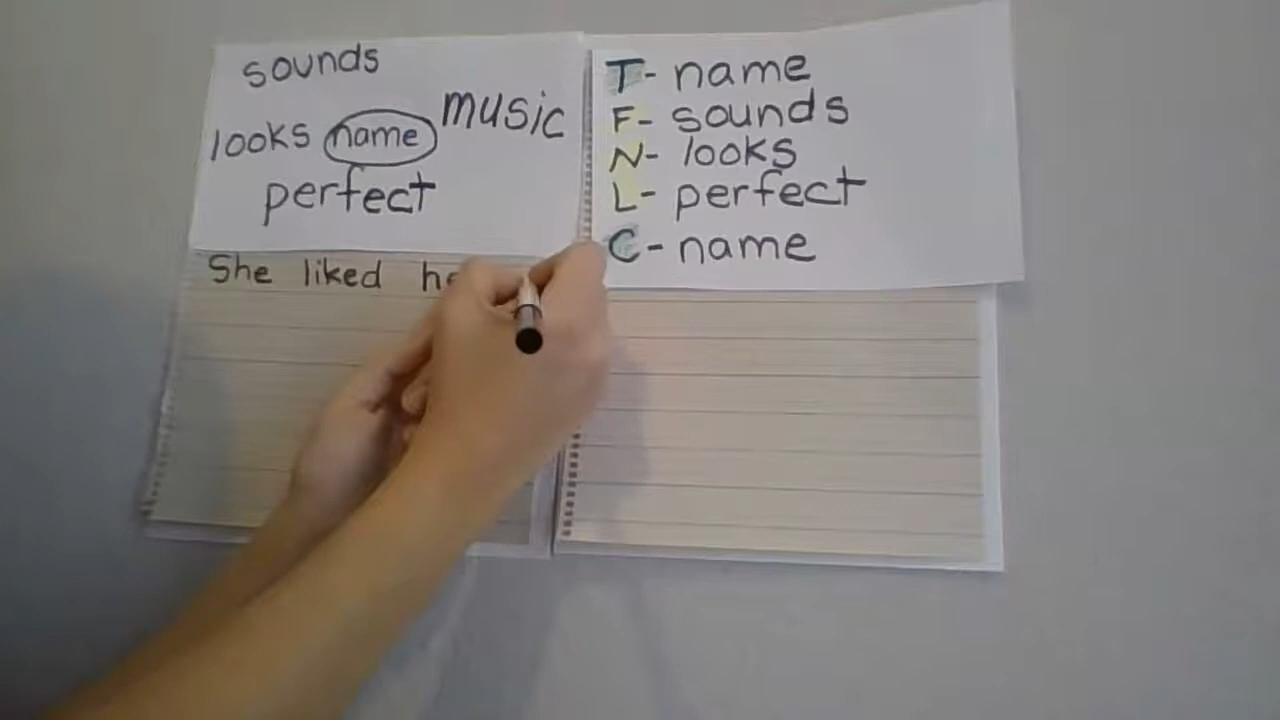 sounds
music
looks name
perfect
T- name
F- sounds
N- looks
L- perfect
C- name
She liked